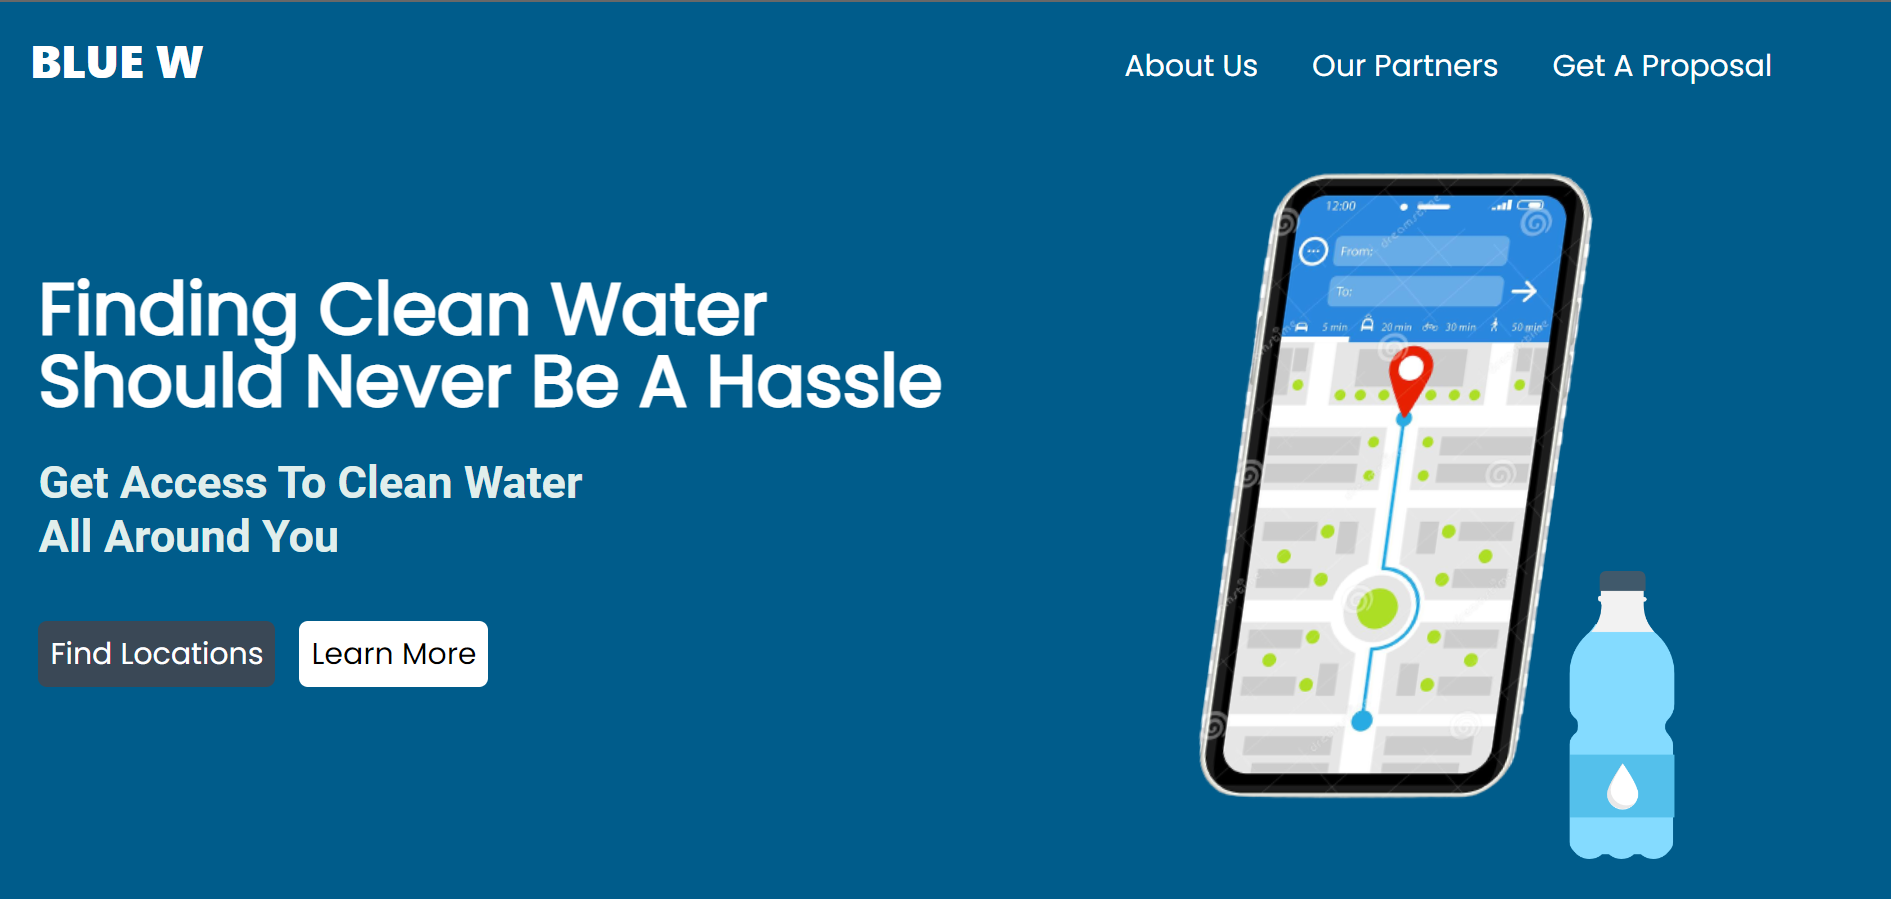 BLUE W
About Us
Our Partners
Get A Proposal
Finding Clean Water
Should Never Be A Hassle
Get Access To Clean Water
All Around You
Find Locations
Learn More
12:00
From:
To:
5 min
20 min
30 min
50 min
dreamstime